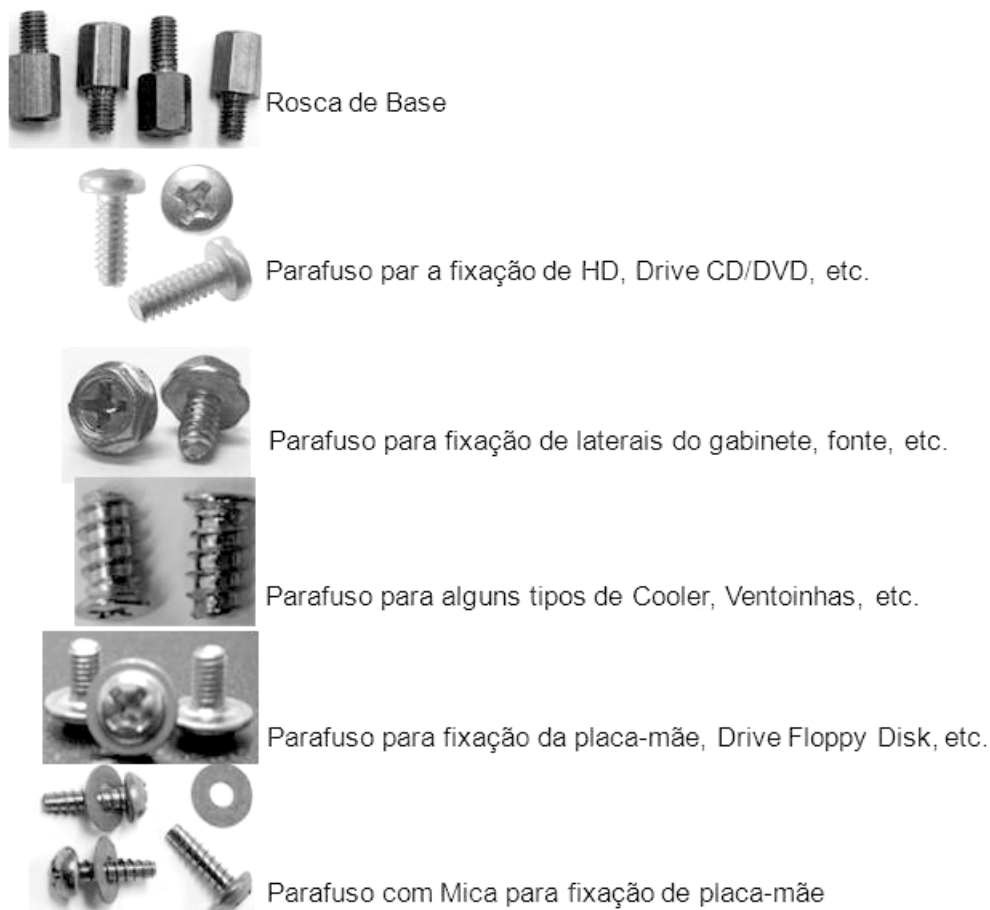 Rosca de Base
Parafuso par a fixação de HD, Drive CD/DVD, etc.
Parafuso para fixação de laterais do gabinete, fonte, etc.
Parafuso para alguns tipos de Cooler, Ventoinhas, etc.
Parafuso para fixação da placa-mãe, Drive Floppy Disk, etc.
Parafuso com Mica para fixação de placa-mãe